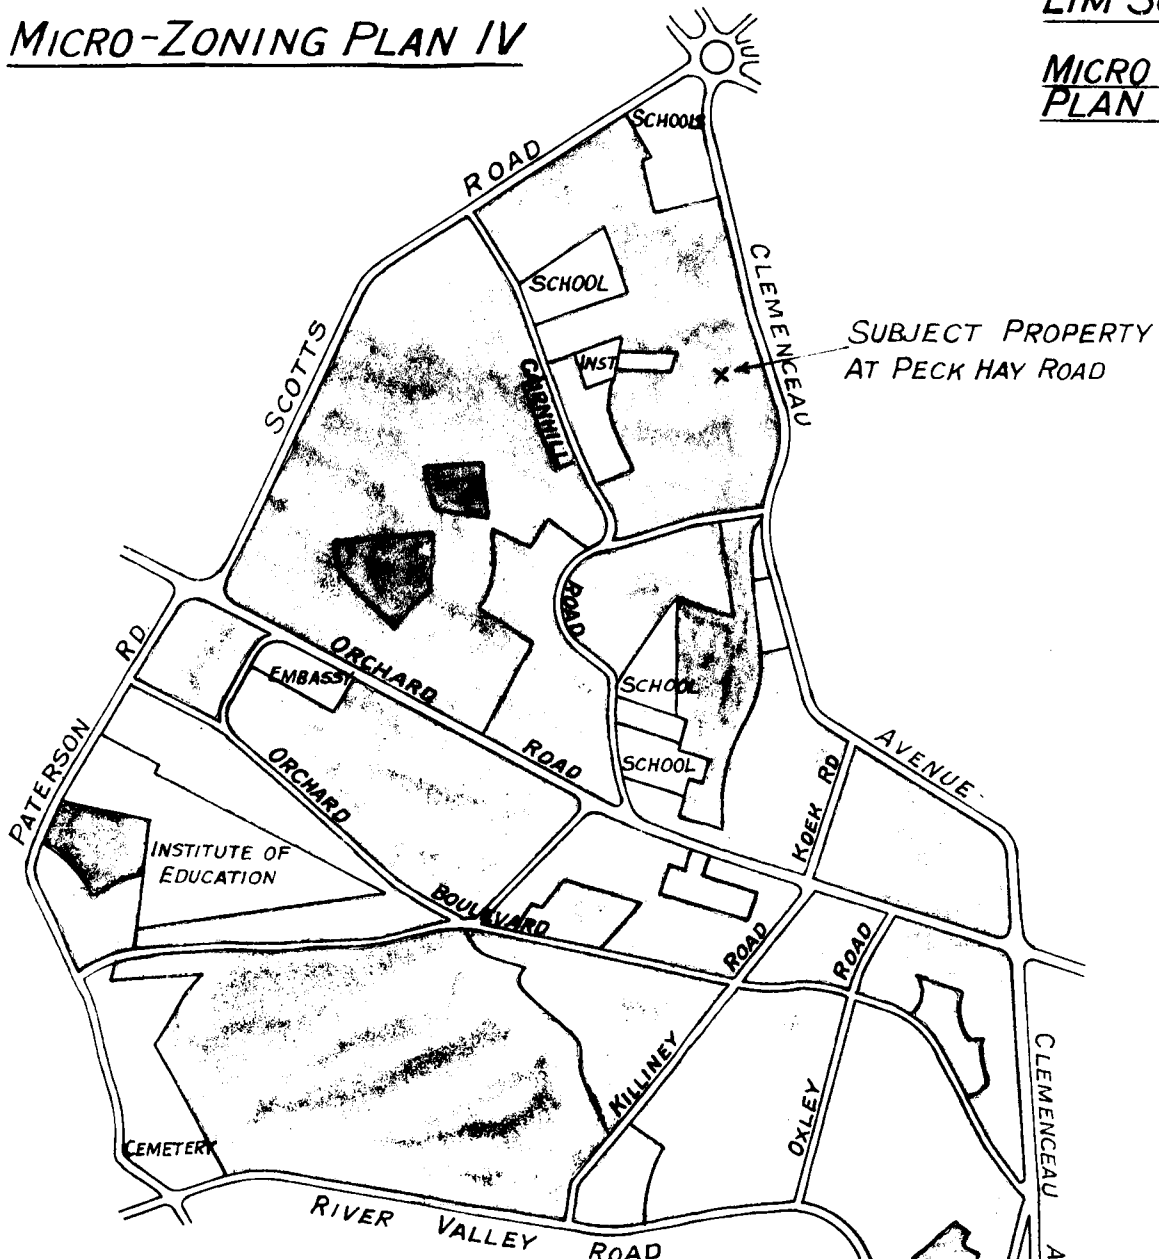 MICRO-ZONING PLAN IV
MICRO
PLAN
SCHOOLS
ROAD
SCHOOL
CLEMENCEAU
SUBJECT PROPERTY
AT PECK HAY ROAD
SCOTTS
INST
CAIRNHILL
ROAD
RD
ORCHARD
EMBASSY
SCHOOL
PATERSON
ROAD
AVENUE
ORCHARD
SCHOOL
KOEK RD
INSTITUTE OF
EDUCATION
BOULEVARD
ROAD
ROAD
KILLINEY
CLEMENCEAU
OXLEY
CEMETERY
RIVER VALLEY ROAD
A